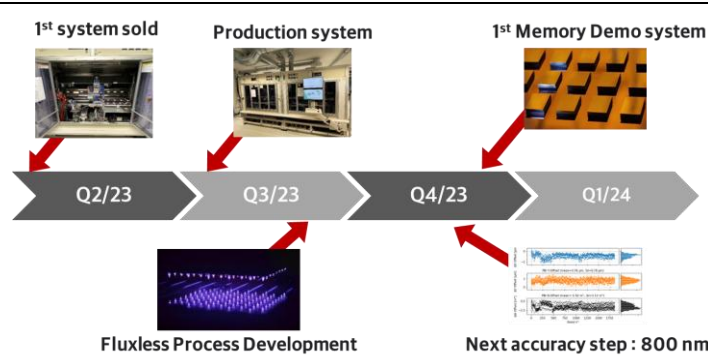 1st system sold
Production system
1st Memory Demo system
Q2/23
Q3/23
Q4/23
Q1/24
Fluxless Process Development
Next accuracy step : 800 nm